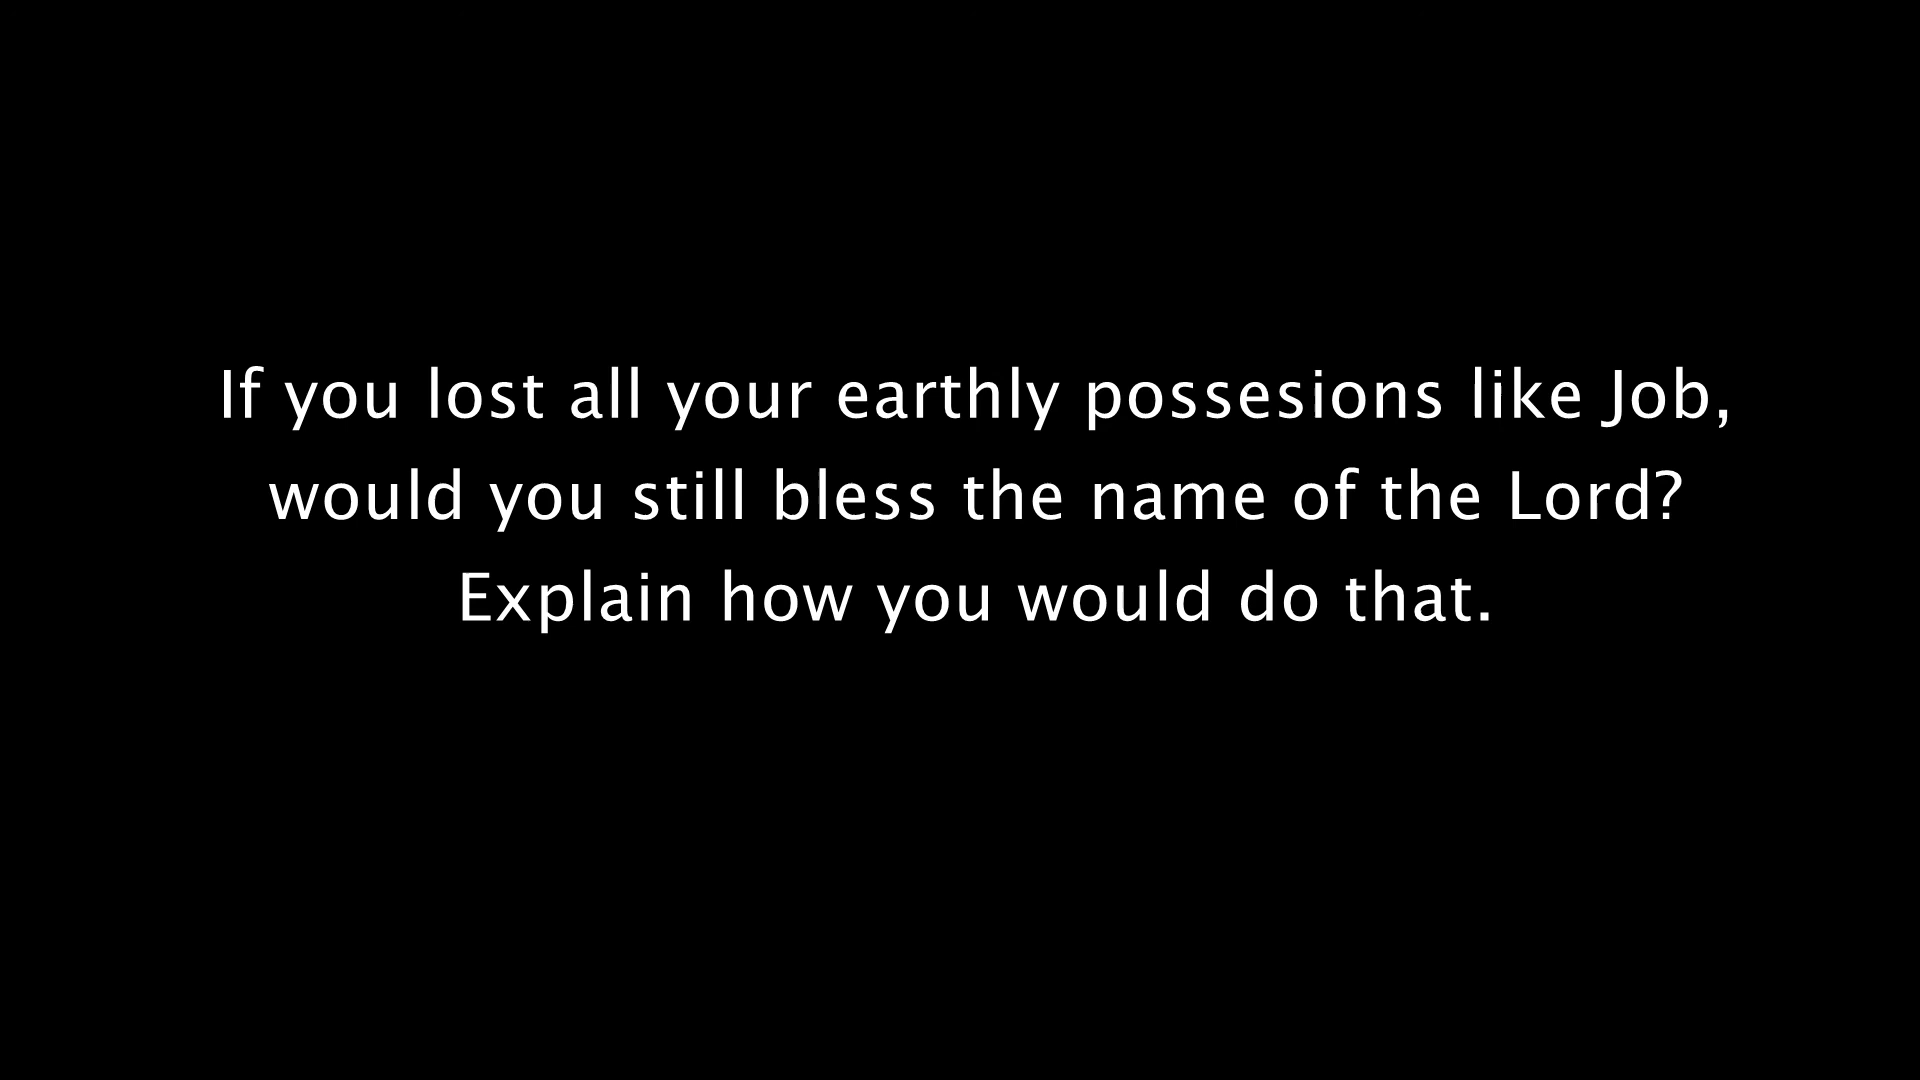 If you lost all your earthly possesions like Job,
would you still bless the name of the Lord?
Explain how you would do that.